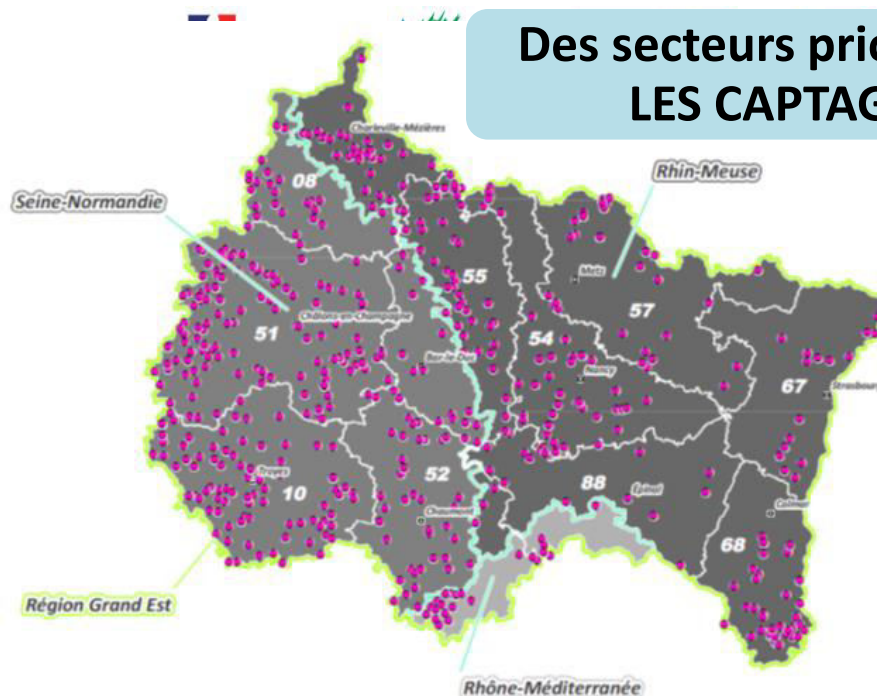 Des secteurs prio
LES CAPTAG
Charleville-Mézières
Rhin-Meuse
08
Seine-Normandie
55
Metz
57
Châlons-en-Champagne
51
54
Bar-le-Duc
Nancy
67
Strasbourg
Troyes
52
88
10
Épinal
Colmar
Chaumont
68
Région Grand Est
Rhône-Méditerranée